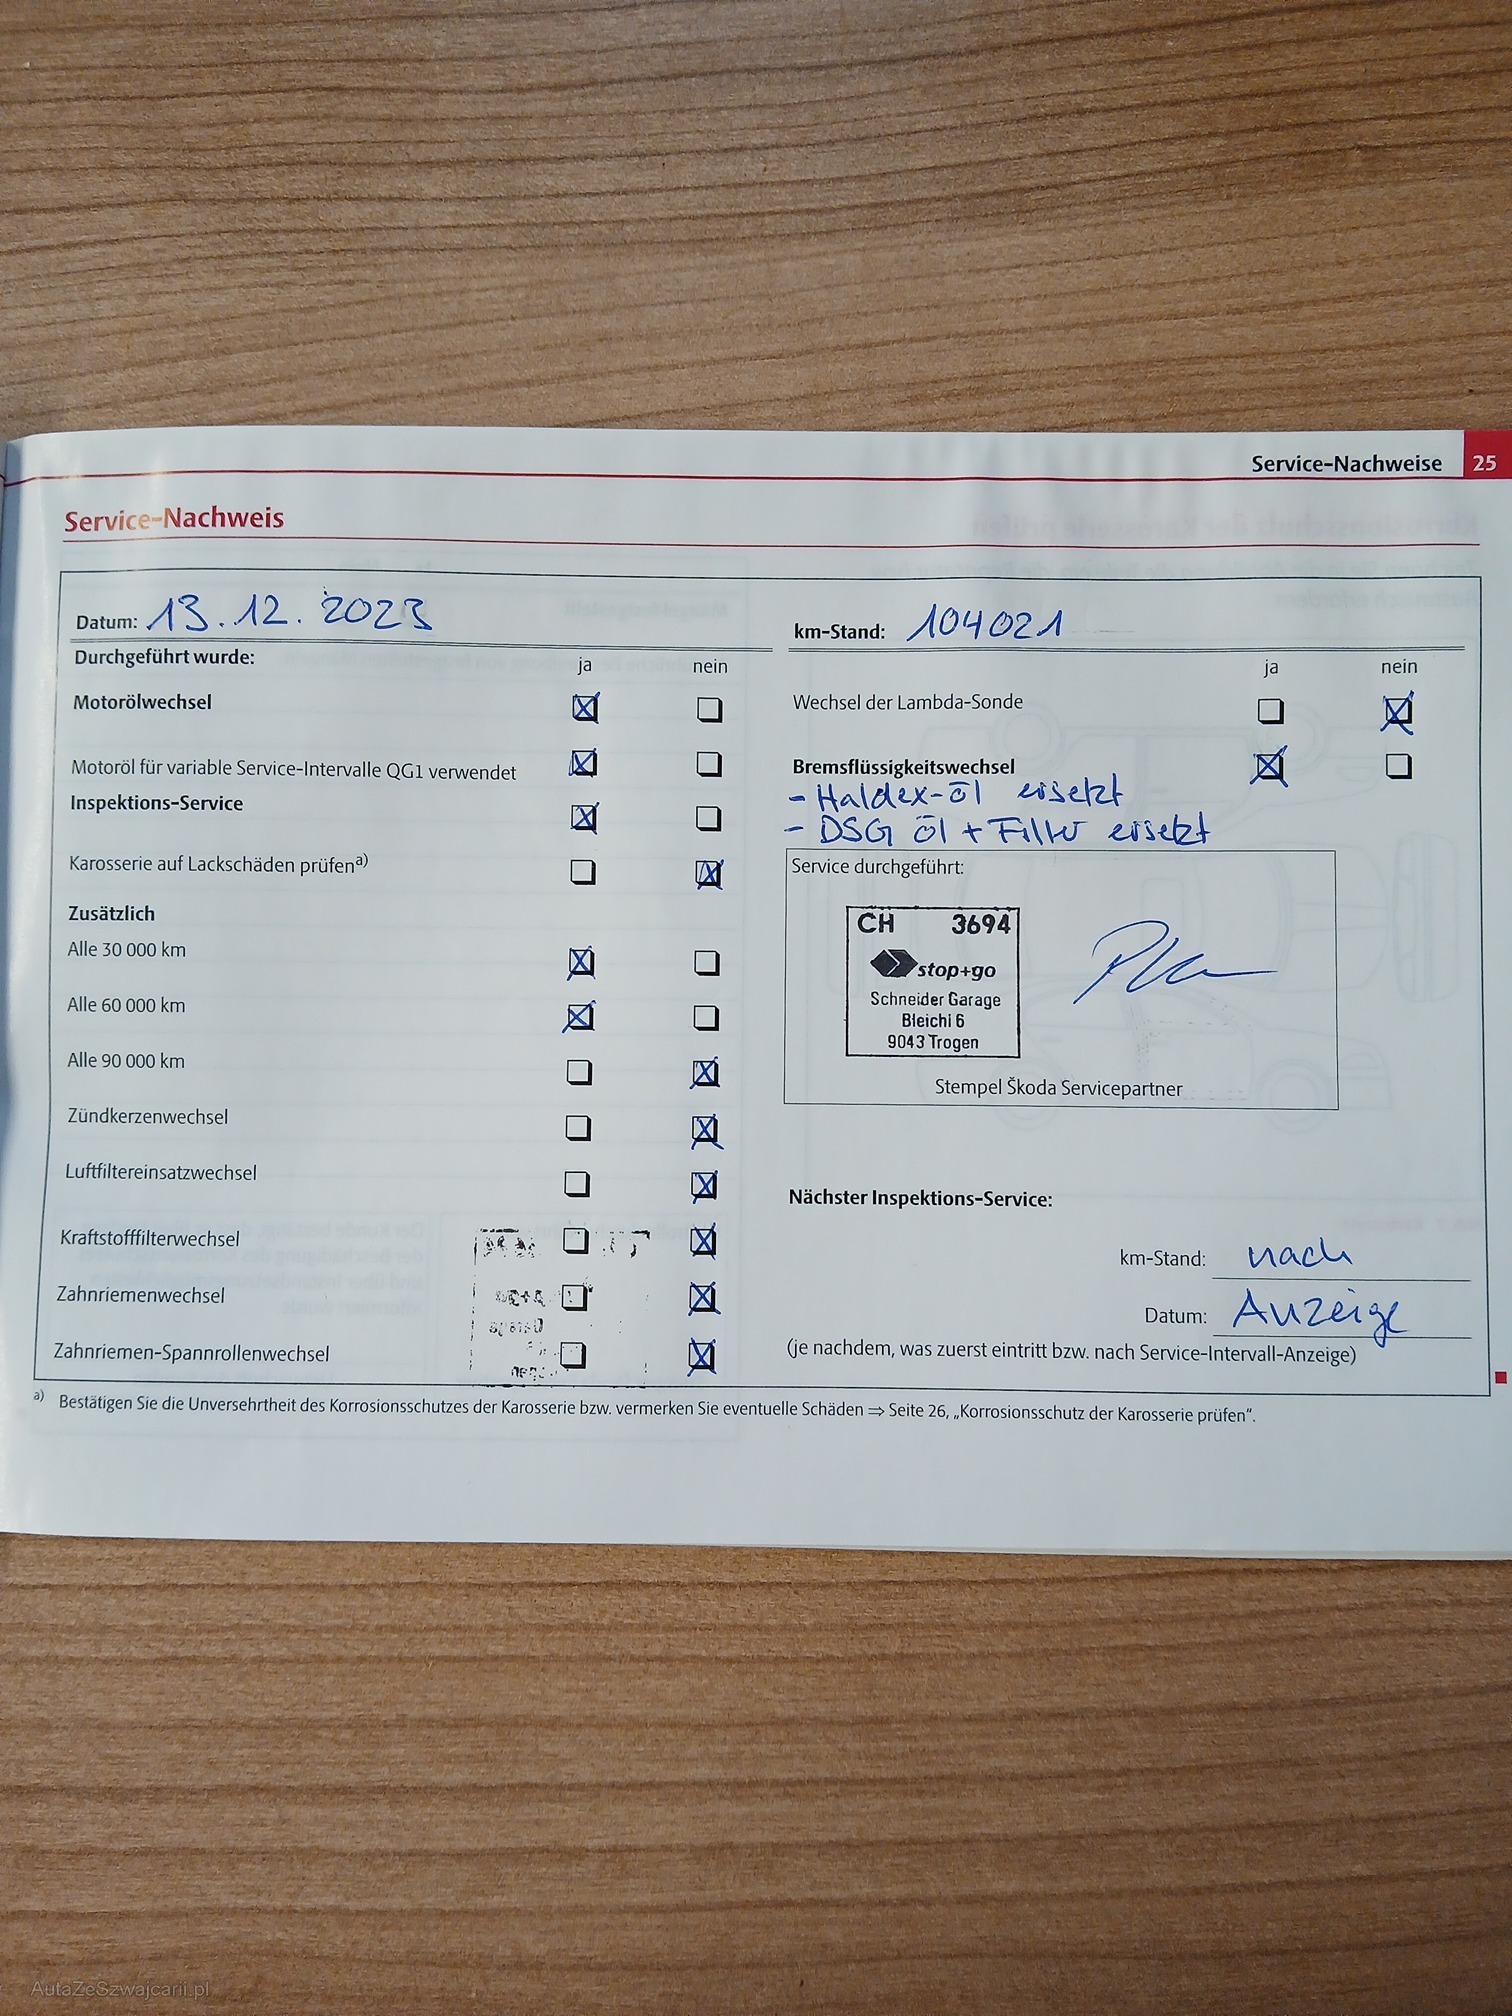 Service-Nachweise 25
Service-Nachweis
Datum: 13.12.2023
km-Stand: 104021
Durchgeführt wurde: ja nein
ja nein
Motorölwechsel
Wechsel der Lambda-Sonde
Motoröl für variable Service-Intervalle QG1 verwendet
Bremsflüssigkeitswechsel
- Haldex-öl ersetzt
- DSG öl + Filter ersetzt
Inspektions-Service
Karosserie auf Lackschäden prüfen a)
Zusätzlich
Alle 30 000 km
Alle 60 000 km
Alle 90 000 km
Zündkerzenwechsel
Luftfiltereinsatzwechsel
Kraftstofffilterwechsel
Zahnriemenwechsel
Zahnriemen-Spannrollenwechsel
Service durchgeführt:
CH 3694
stop+go
Schneider Garage
Bleichi 6
9043 Trogen
Stempel Škoda Servicepartner
Nächster Inspektions-Service:
km-Stand: nach
Datum: Anzeige
(je nachdem, was zuerst eintritt bzw. nach Service-Intervall-Anzeige)
a) Bestätigen Sie die Unversehrtheit des Korrosionsschutzes der Karosserie bzw. vermerken Sie eventuelle Schäden ⇒ Seite 26, „Korrosionsschutz der Karosserie prüfen“.
AutaZeSzwajcarii.pl